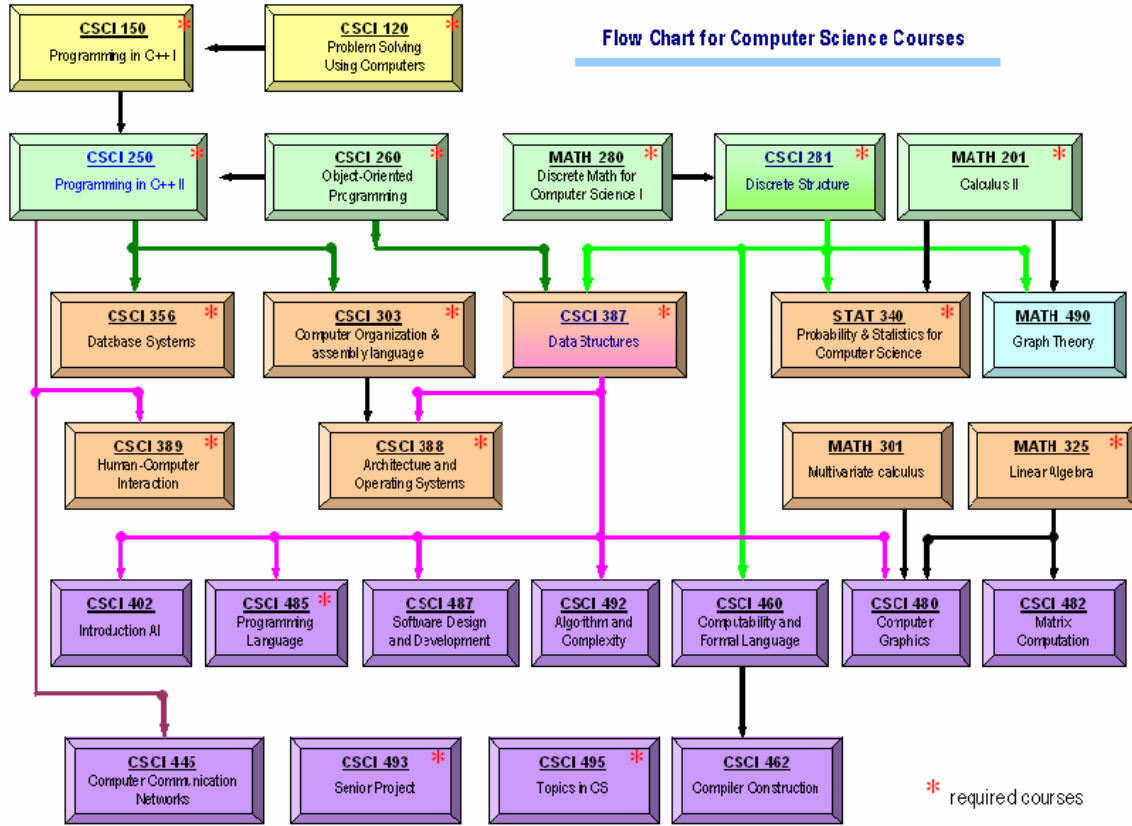 CSCI 150 *
Programming in C++ I
CSCI 120 *
Problem Solving
Using Computers
Flow Chart for Computer Science Courses
CSCI 250 *
Programming in C++ II
CSCI 260 *
Object-Oriented
Programming
MATH 280 *
Discrete Math for
Computer Science I
CSCI 281 *
Discrete Structure
MATH 201 *
Calculus II
CSCI 356 *
Database Systems
CSCI 303 *
Computer Organization &
assembly language
CSCI 387 *
Data Structures
STAT 340 *
Probability & Statistics for
Computer Science
MATH 490
Graph Theory
CSCI 389 *
Human-Computer
Interaction
CSCI 388 *
Architecture and
Operating Systems
MATH 301
Multivariate calculus
MATH 325 *
Linear Algebra
CSCI 402
Introduction AI
CSCI 485 *
Programming
Language
CSCI 487
Software Design
and Development
CSCI 492
Algorithm and
Complexity
CSCI 460
Computability and
Formal Language
CSCI 480
Computer
Graphics
CSCI 482
Matrix
Computation
CSCI 445
Computer Communication
Networks
CSCI 493 *
Senior Project
CSCI 495 *
Topics in CS
CSCI 462
Compiler Construction
* required courses